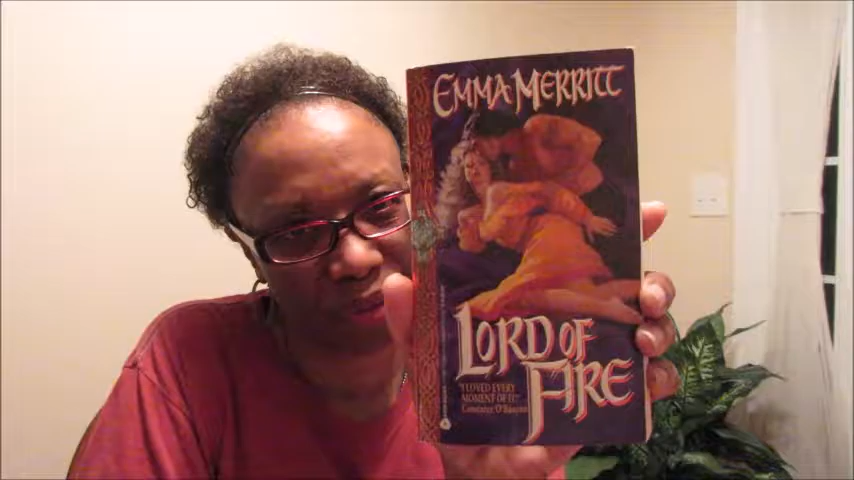 EMMA MERRITT
LORD OF
FIRE
"I LOVED EVERY
MOMENT OF IT!"